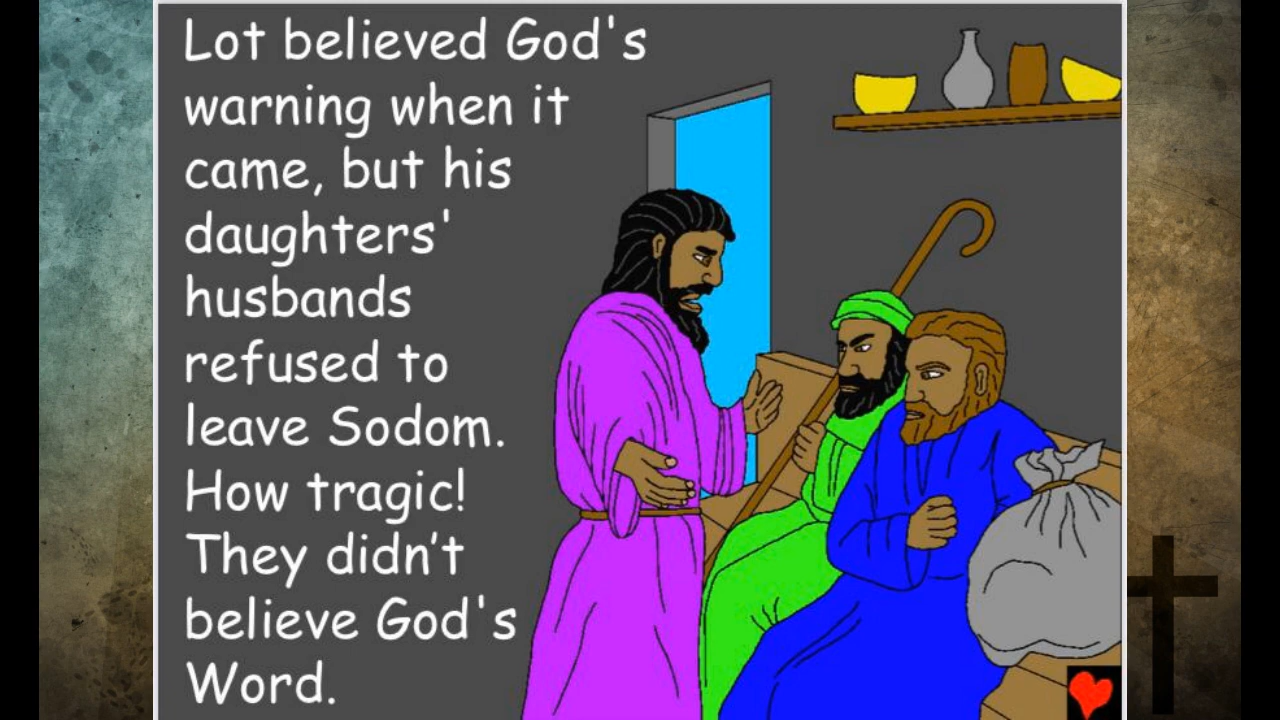 Lot believed God's
warning when it
came, but his
daughters'
husbands
refused to
leave Sodom.
How tragic!
They didn’t
believe God's
Word.